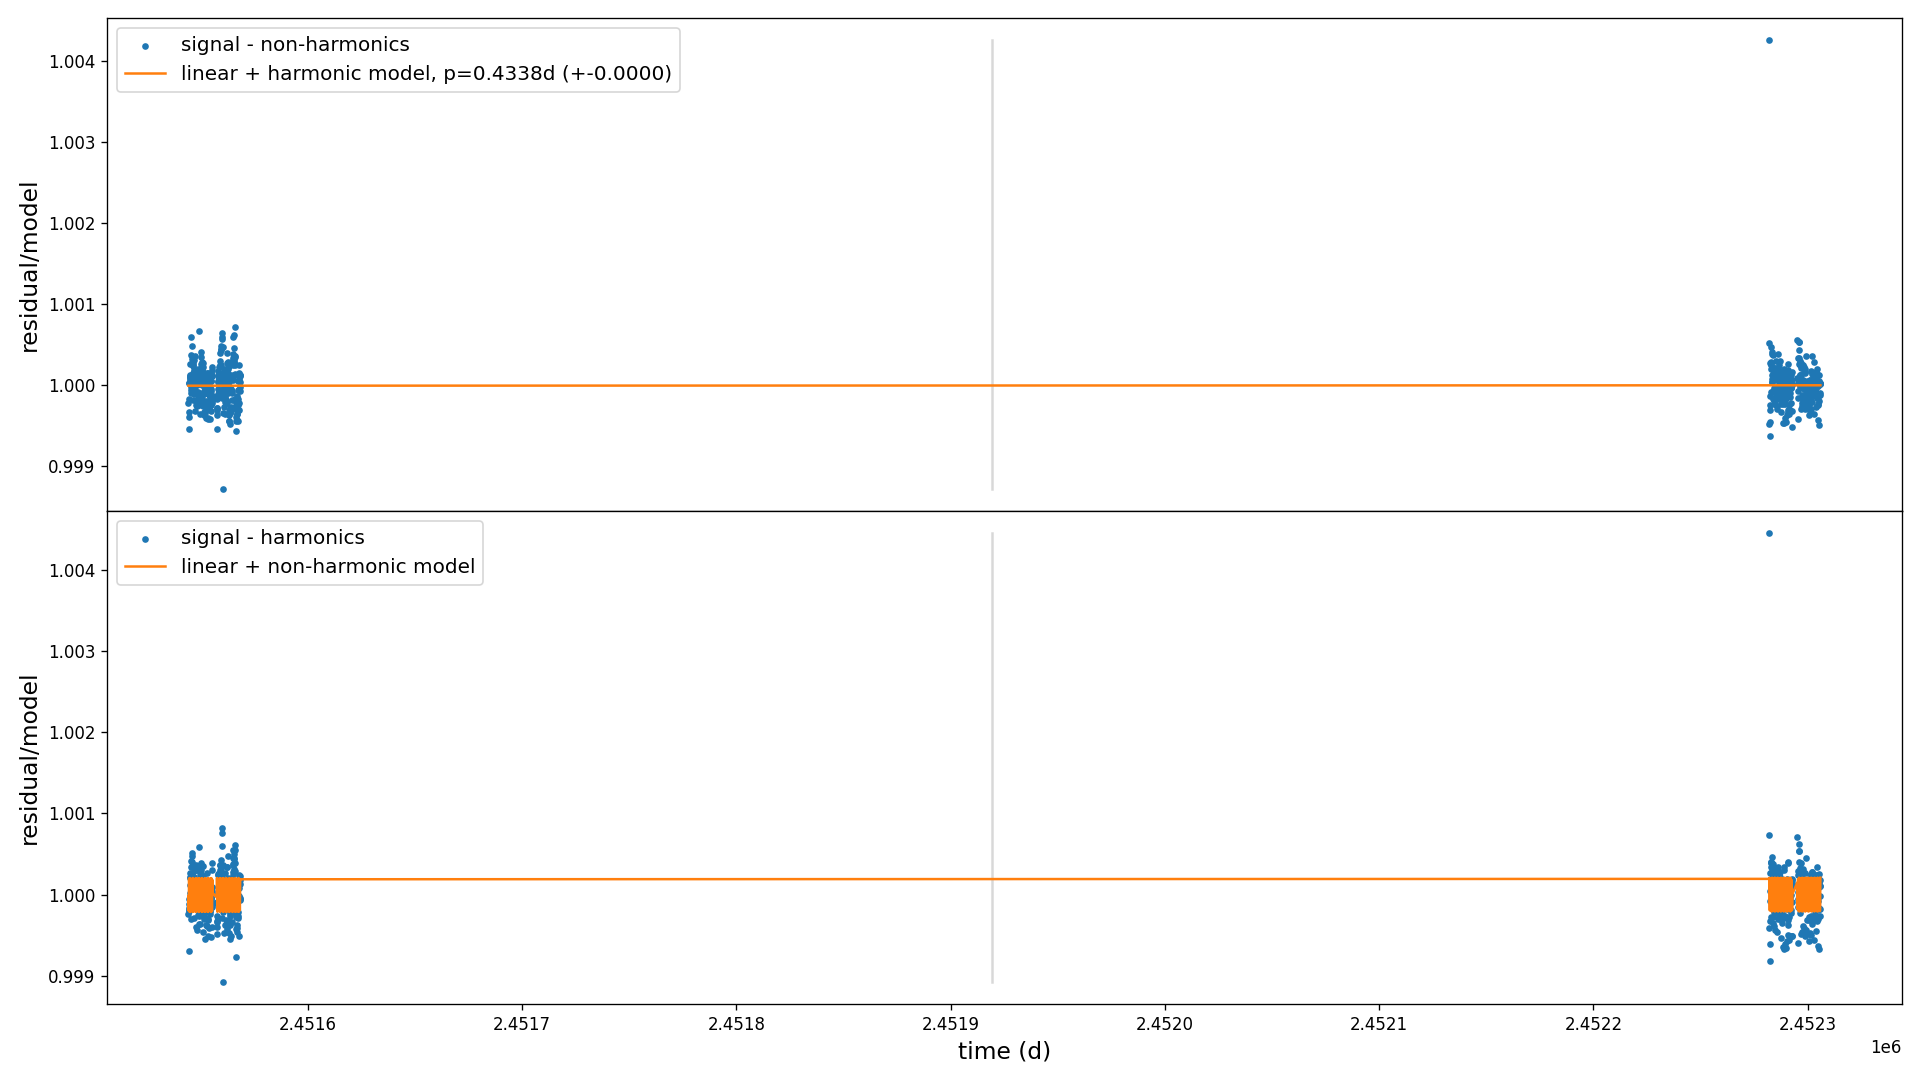 signal - non-harmonics
linear + harmonic model, p=0.4338d (+-0.0000)
1.004
1.003
1.002
1.001
1.000
0.999
residual/model
signal - harmonics
linear + non-harmonic model
1.004
1.003
1.002
1.001
1.000
0.999
residual/model
2.4516 2.4517 2.4518 2.4519 2.4520 2.4521 2.4522 2.4523
1e6
time (d)